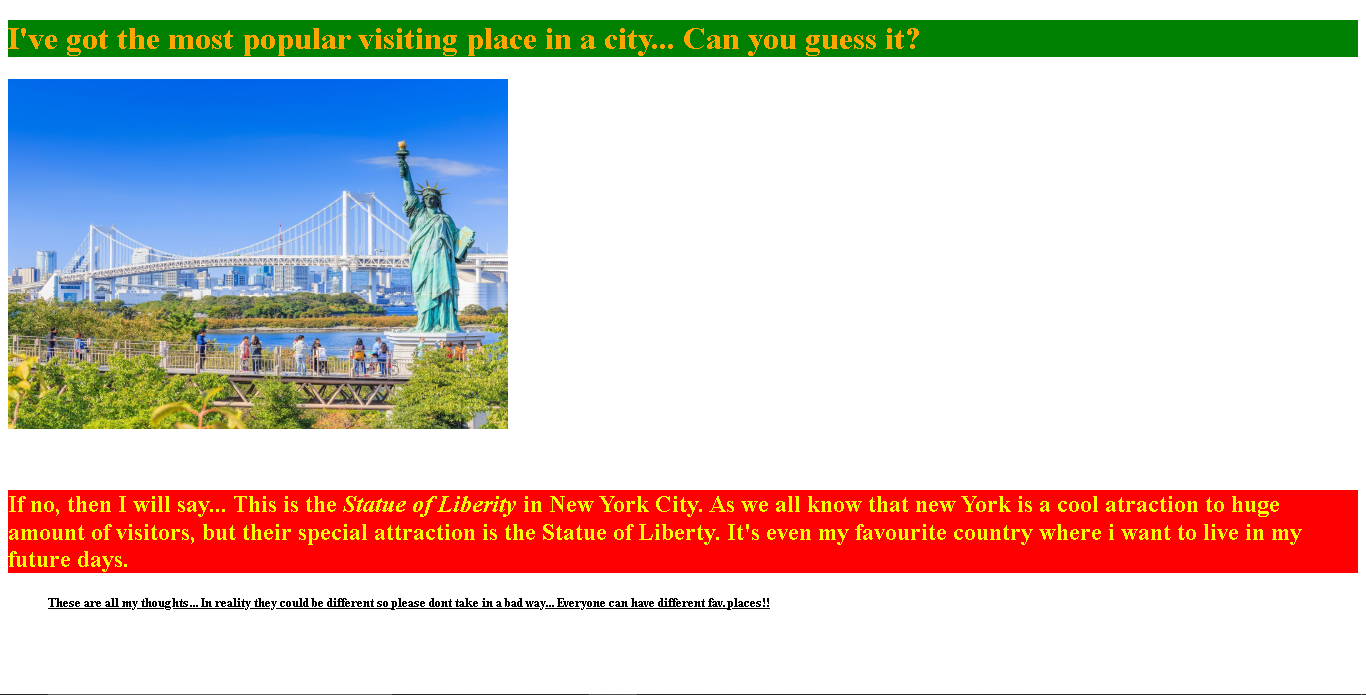 I've got the most popular visiting place in a city... Can you guess it?
If no, then I will say... This is the Statue of Liberity in New York City. As we all know that new York is a cool atraction to huge
amount of visitors, but their special attraction is the Statue of Liberty. It's even my favourite country where i want to live in my
future days.
These are all my thoughts... In reality they could be different so please dont take in a bad way... Everyone can have different fav. places!!